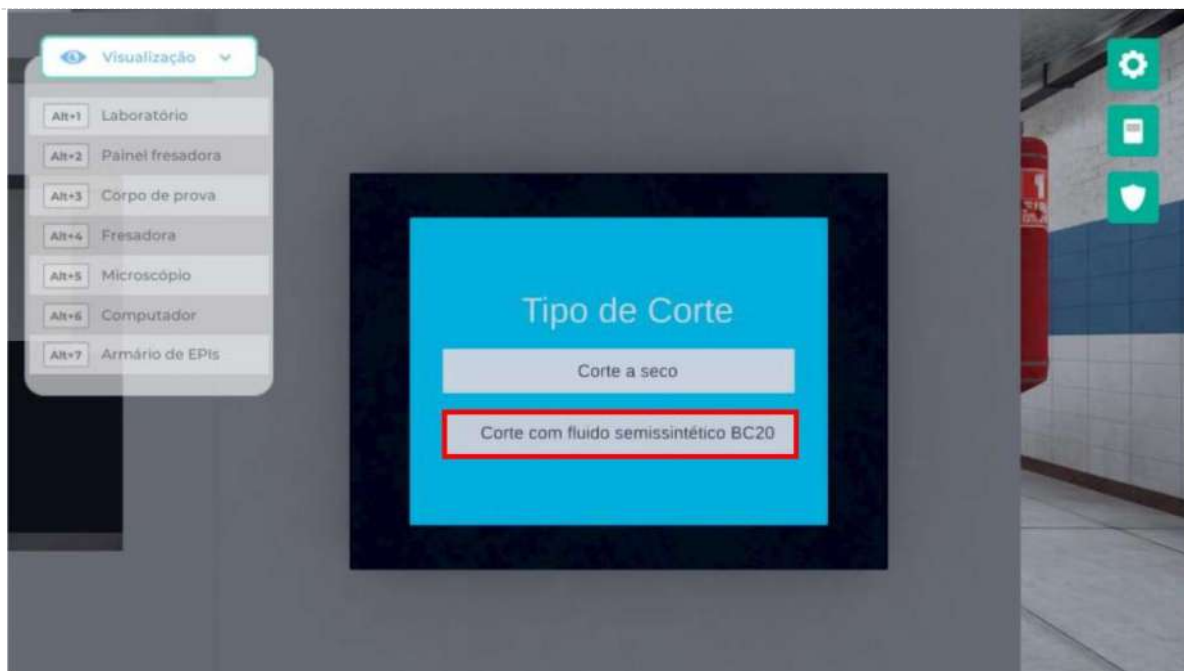 Visualização
Alt+1 Laboratório
Alt+2 Painel fresadora
Alt+3 Corpo de prova
Alt+4 Fresadora
Alt+5 Microscópio
Alt+6 Computador
Alt+7 Armário de EPIs
Tipo de Corte
Corte a seco
Corte com fluido semissintético BC20
1